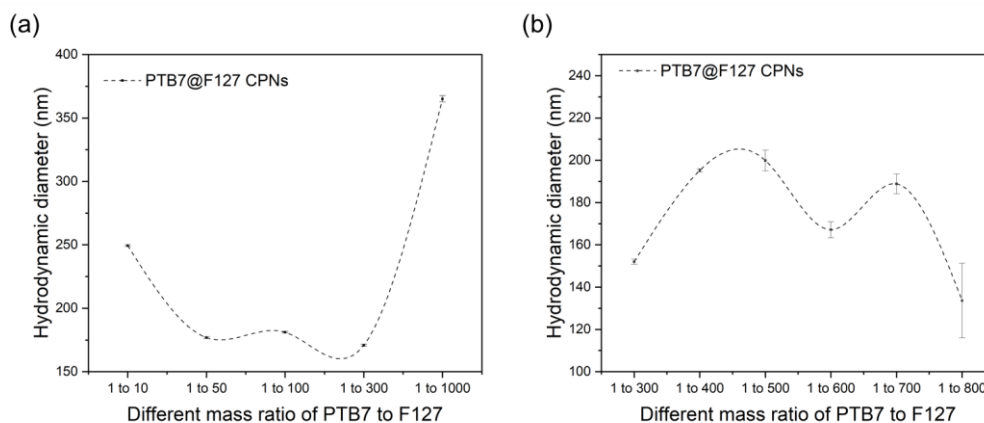 (a)
400
350
300
250
200
150
Hydrodynamic diameter (nm)
PTB7@F127 CPNs
1 to 10
1 to 50
1 to 100
1 to 300
1 to 1000
Different mass ratio of PTB7 to F127
(b)
240
220
200
180
160
140
120
100
Hydrodynamic diameter (nm)
PTB7@F127 CPNs
1 to 300
1 to 400
1 to 500
1 to 600
1 to 700
1 to 800
Different mass ratio of PTB7 to F127